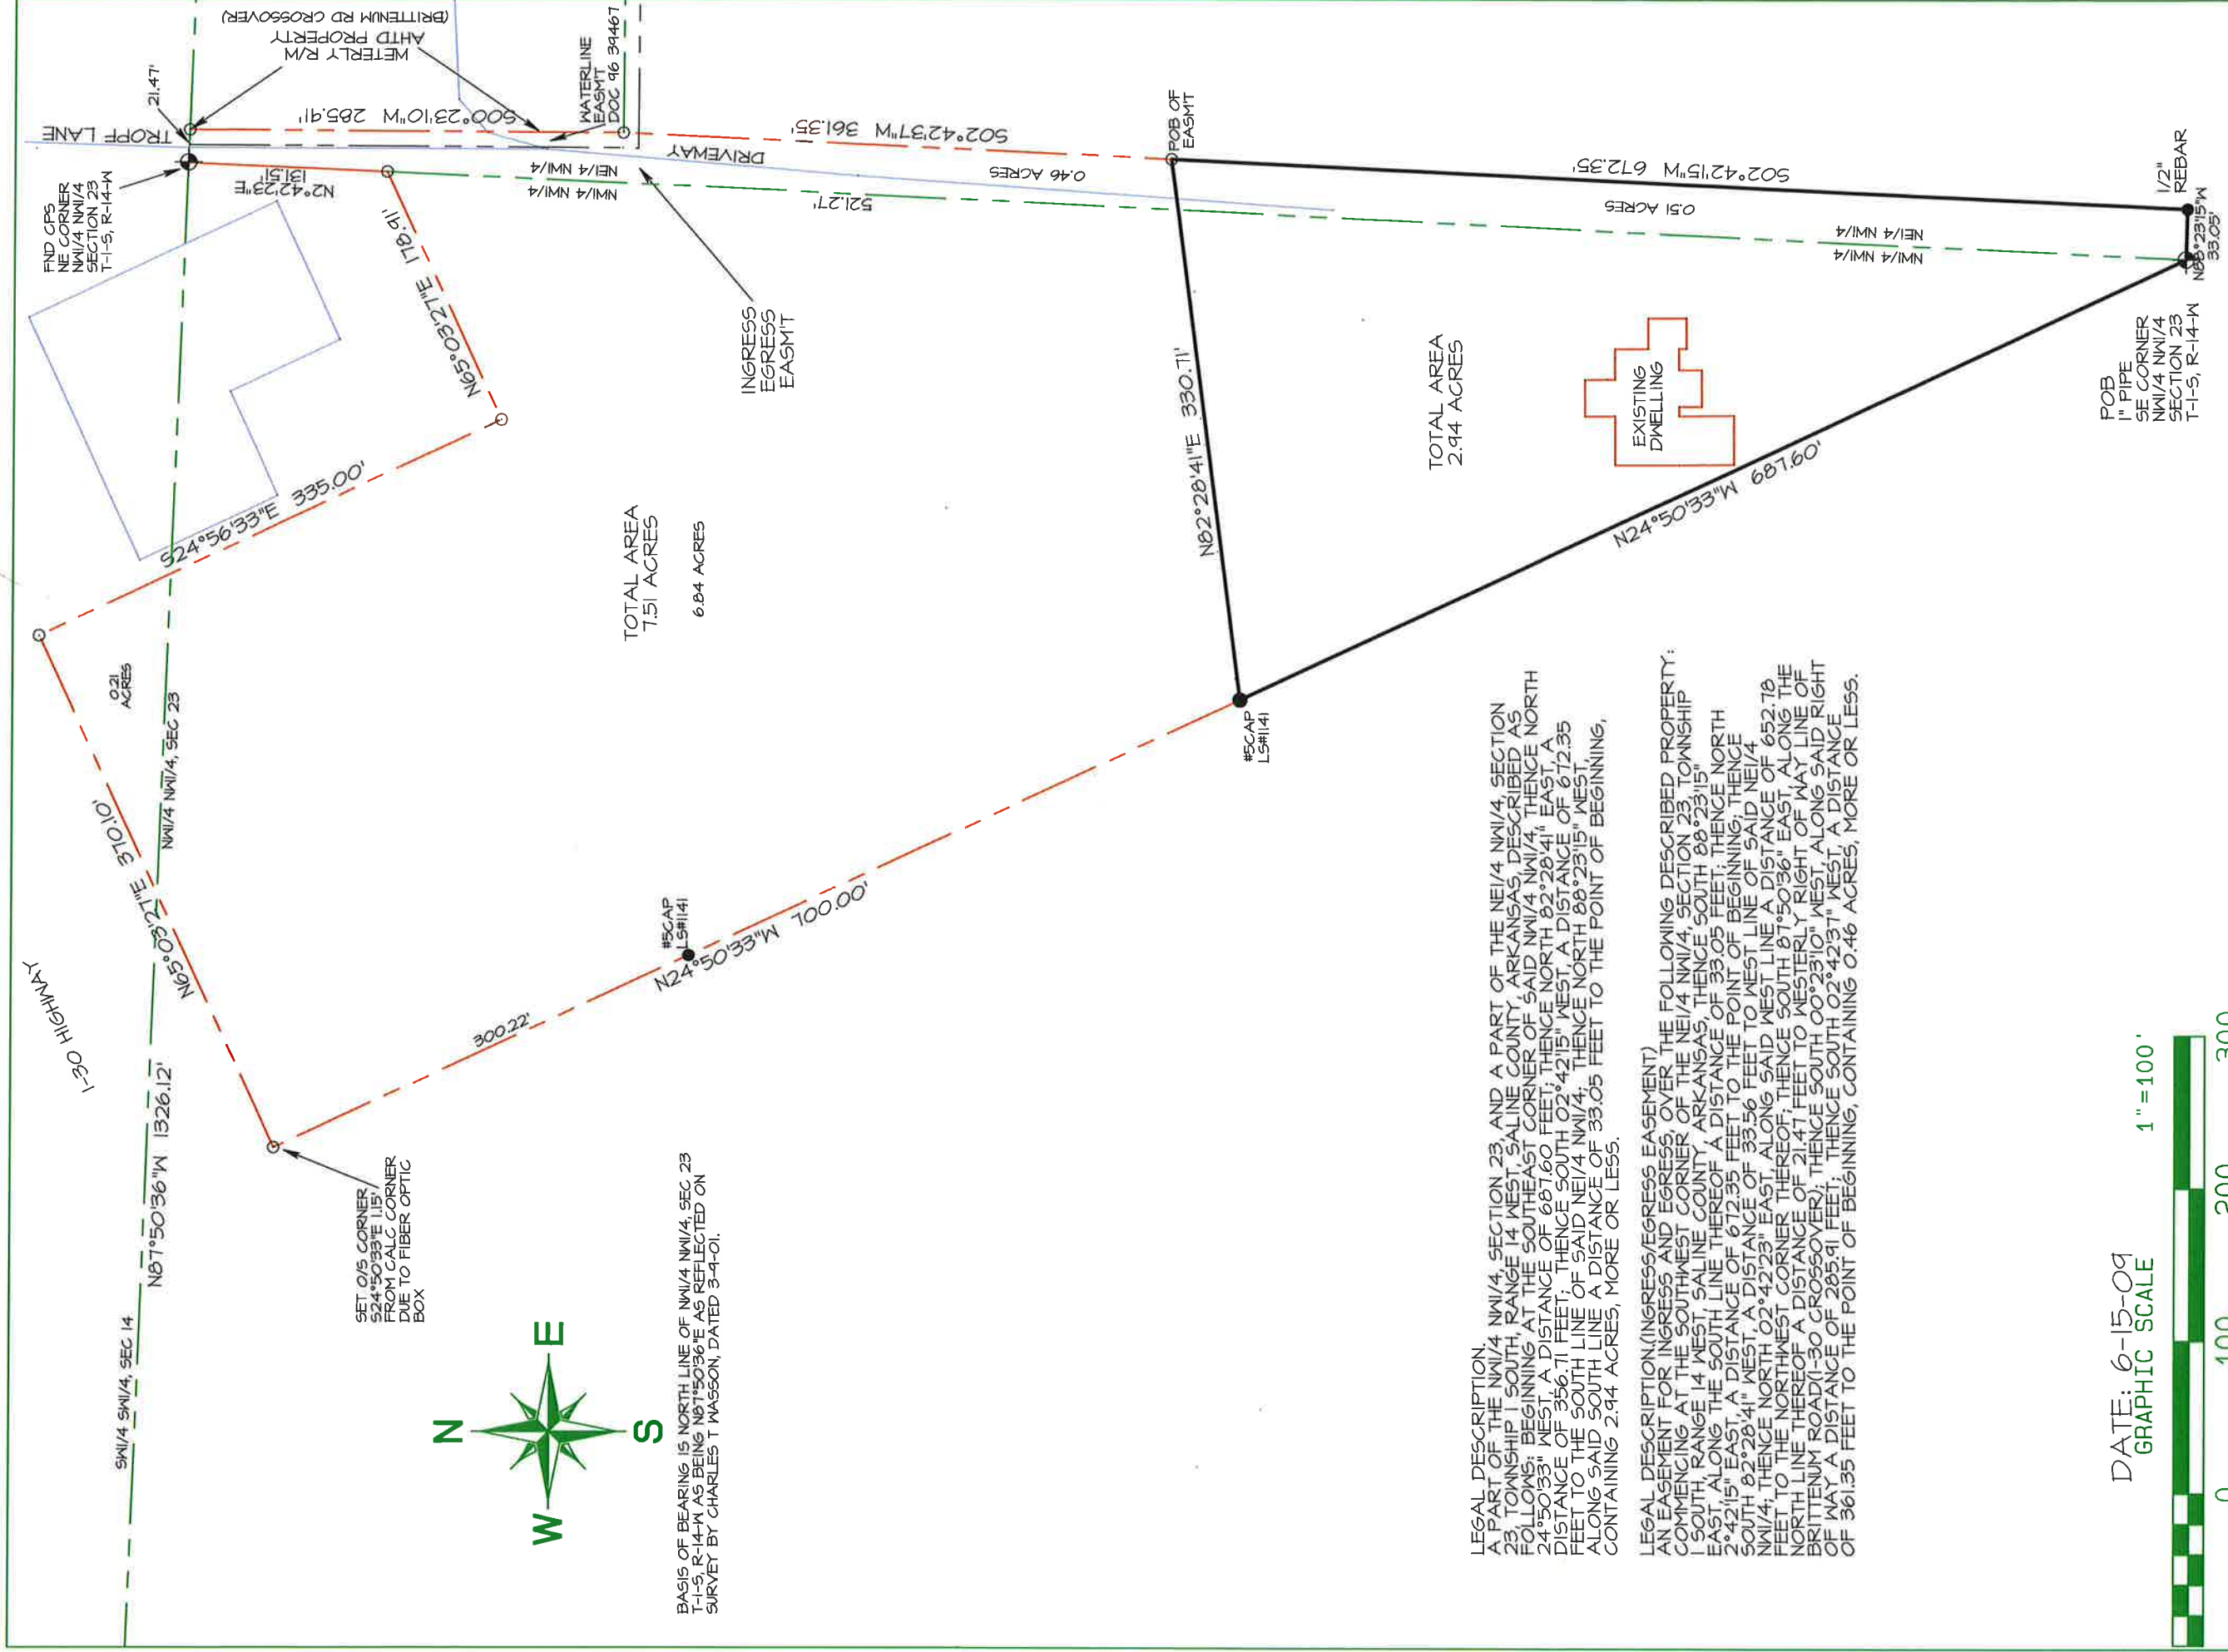 I-30 HIGHWAY
SW1/4 SW1/4, SEC 14
N87°50'36"W 1326.12'
NW1/4 NW1/4, SEC 23
N65°03'27"E 370.10'
0.21
ACRES
S24°56'33"E 335.00'
FND GPS
NE CORNER
NW1/4 NW1/4
SECTION 23
T-1-S, R-14-W
21.47'
TROPF LANE
WETERLY R/W
AHTD PROPERTY
(BRITTENUM RD CROSSOVER)
N2°42'23"E
131.51'
N65°03'27"E 178.91'
S00°23'10"W 285.91'
WATERLINE
EASM'T
DOC 96 39467
NE1/4 NW1/4
NW1/4 NW1/4
DRIVEWAY
S02°42'37"W 361.35'
0.46 ACRES
521.27'
INGRESS
EGRESS
EASM'T
POB OF
EASM'T
TOTAL AREA
7.51 ACRES
6.84 ACRES
SET O/S CORNER
S24°50'33"E 1.15'
FROM CALC CORNER
DUE TO FIBER OPTIC
BOX
300.22'
#5CAP
LS#1141
N24°50'33"W 700.00'
N
W
E
S
BASIS OF BEARING IS NORTH LINE OF NW1/4 NW1/4, SEC 23
T-1-S, R-14-W AS BEING N87°50'36"E AS REFLECTED ON
SURVEY BY CHARLES T WASSON, DATED 3-9-01.
N82°28'41"E 330.71'
#5CAP
LS#1141
TOTAL AREA
2.94 ACRES
EXISTING
DWELLING
N24°50'33"W 687.60'
S02°42'15"W 672.35'
0.51 ACRES
NE1/4 NW1/4
NW1/4 NW1/4
1/2"
REBAR
N88°23'15"W
33.05'
POB
1" PIPE
SE CORNER
NW1/4 NW1/4
SECTION 23
T-1-S, R-14-W
LEGAL DESCRIPTION.
A PART OF THE NW1/4 NW1/4, SECTION 23, AND A PART OF THE NE1/4 NW1/4, SECTION
23, TOWNSHIP 1 SOUTH, RANGE 14 WEST, SALINE COUNTY, ARKANSAS, DESCRIBED AS
FOLLOWS: BEGINNING AT THE SOUTHEAST CORNER OF SAID NW1/4 NW1/4, THENCE NORTH
24°50'33" WEST, A DISTANCE OF 687.60 FEET; THENCE NORTH 82°28'41" EAST, A
DISTANCE OF 356.71 FEET; THENCE SOUTH 02°42'15" WEST, A DISTANCE OF 672.35
FEET TO THE SOUTH LINE OF SAID NE1/4 NW1/4; THENCE NORTH 88°23'15" WEST,
ALONG SAID SOUTH LINE A DISTANCE OF 33.05 FEET TO THE POINT OF BEGINNING,
CONTAINING 2.94 ACRES, MORE OR LESS.
LEGAL DESCRIPTION.(INGRESS/EGRESS EASEMENT)
AN EASEMENT FOR INGRESS AND EGRESS, OVER THE FOLLOWING DESCRIBED PROPERTY:
COMMENCING AT THE SOUTHWEST CORNER OF THE NE1/4 NW1/4, SECTION 23, TOWNSHIP
1 SOUTH, RANGE 14 WEST, SALINE COUNTY, ARKANSAS, THENCE SOUTH 88°23'15"
EAST, ALONG THE SOUTH LINE THEREOF A DISTANCE OF 33.05 FEET; THENCE NORTH
2°42'15" EAST, A DISTANCE OF 672.35 FEET TO THE POINT OF BEGINNING; THENCE
SOUTH 82°28'41" WEST, A DISTANCE OF 33.56 FEET TO WEST LINE OF SAID NE1/4
NW1/4; THENCE NORTH 02°42'23" EAST, ALONG SAID WEST LINE A DISTANCE OF 652.78
FEET TO THE NORTHWEST CORNER THEREOF; THENCE SOUTH 87°50'36" EAST, ALONG THE
NORTH LINE THEREOF A DISTANCE OF 21.47 FEET TO WESTERLY RIGHT OF WAY LINE OF
BRITTENUM ROAD(I-30 CROSSOVER); THENCE SOUTH 00°23'10" WEST, ALONG SAID RIGHT
OF WAY A DISTANCE OF 285.91 FEET; THENCE SOUTH 02°42'37" WEST, A DISTANCE
OF 361.35 FEET TO THE POINT OF BEGINNING, CONTAINING 0.46 ACRES, MORE OR LESS.
DATE: 6-15-09
GRAPHIC SCALE 1"=100'
0 100 200 300